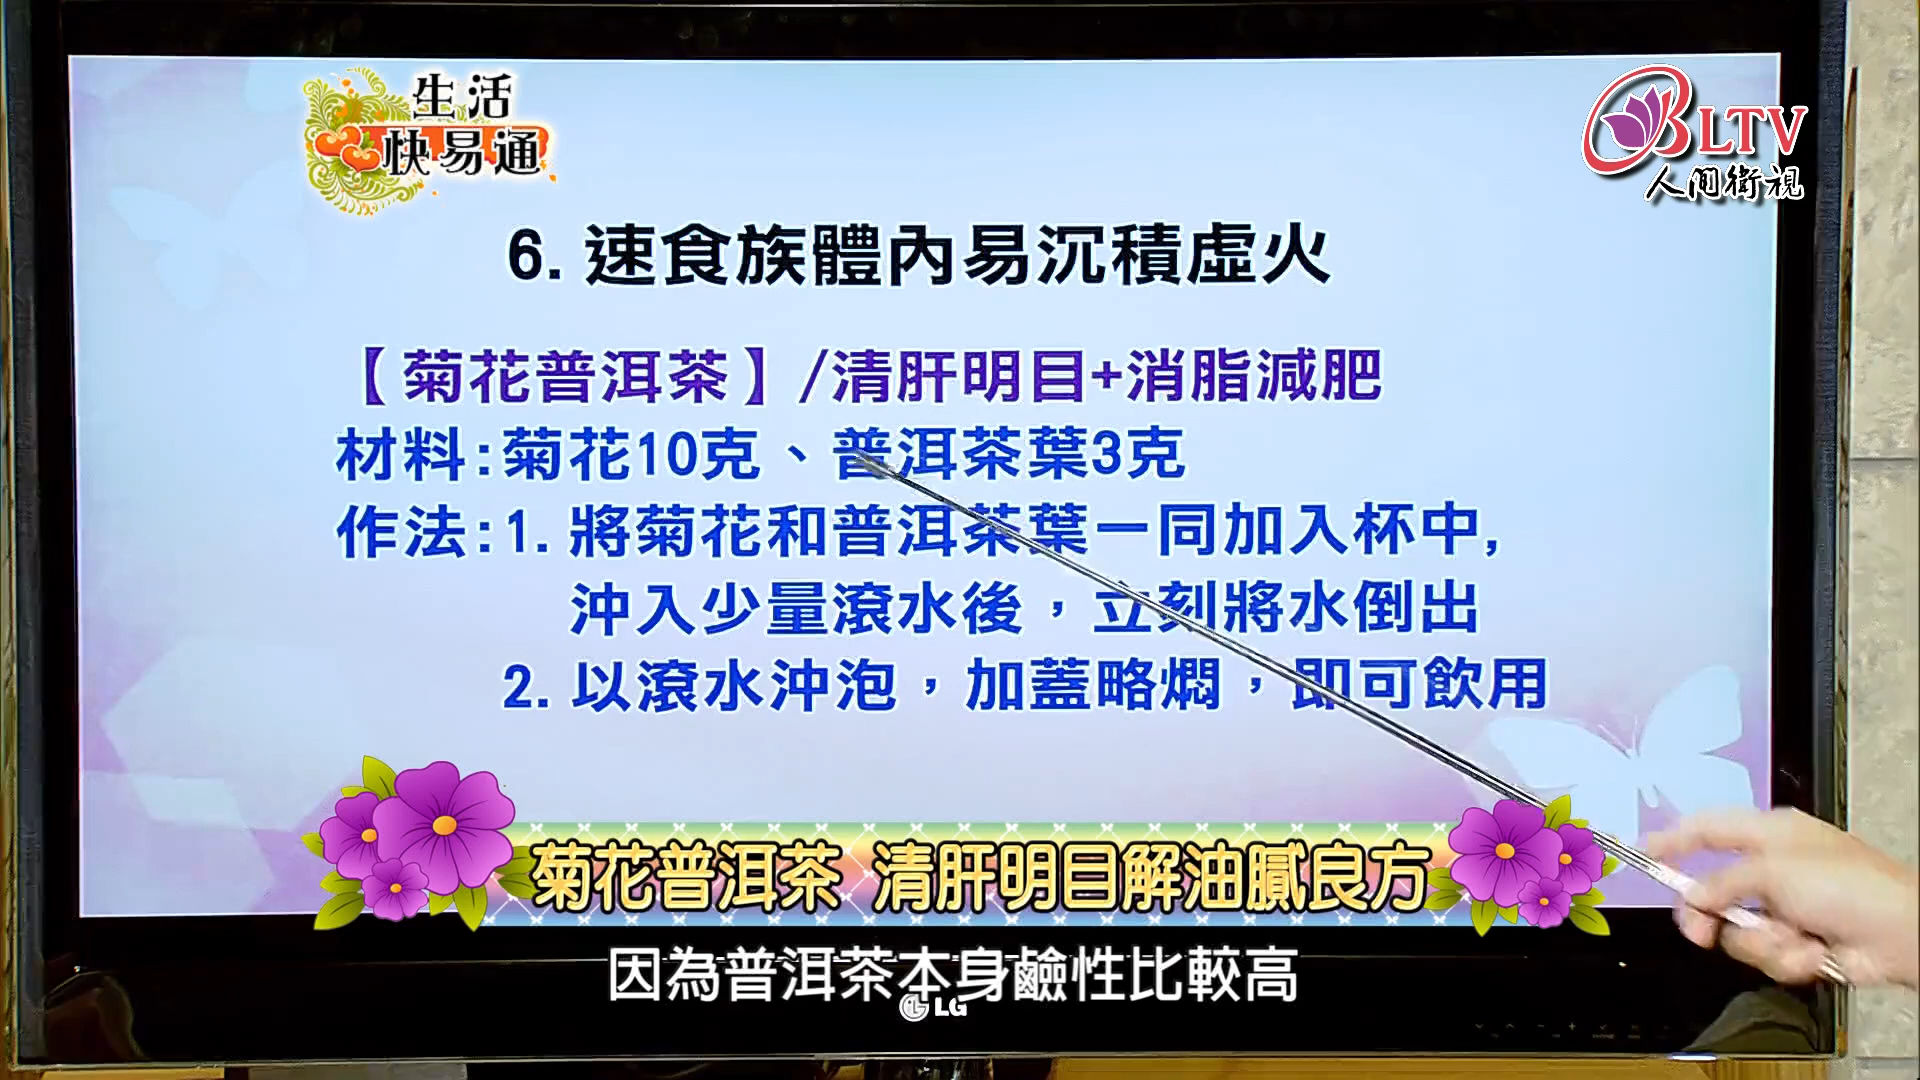 生活
快易通
BLTV
人間衛視
6.速食族體內易沉積虛火
【菊花普洱茶】/清肝明目+消脂減肥
材料:菊花10克、普洱茶葉3克
作法:1.將菊花和普洱茶葉一同加入杯中,
沖入少量滾水後，立刻將水倒出
2.以滾水沖泡，加蓋略燜，即可飲用
菊花普洱茶 清肝明目解油膩良方
因為普洱茶本身鹼性比較高
LG